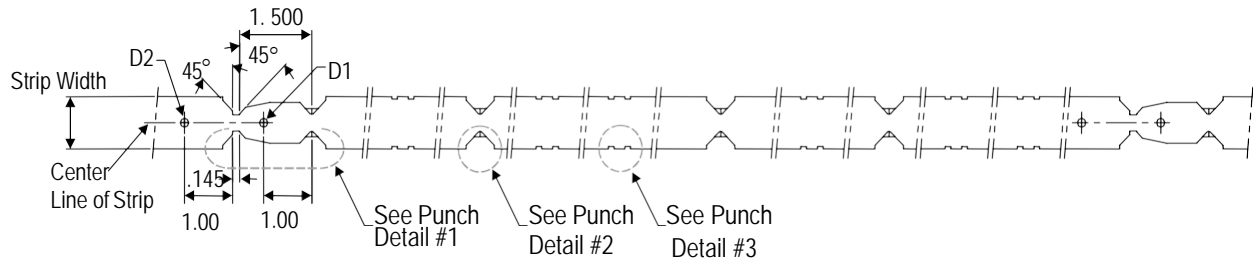 1. 500
45°
D2
45°
D1
Strip Width
Center
Line of Strip
.145
1.00
1.00
See Punch
Detail #1
See Punch
Detail #2
See Punch
Detail #3